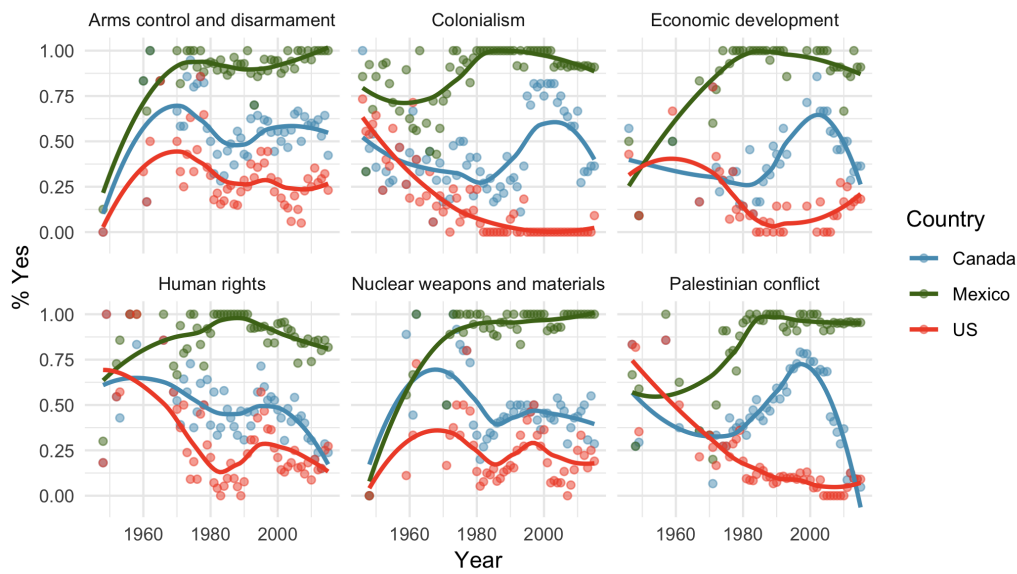 Arms control and disarmament
Colonialism
Economic development
1.00
0.75
0.50
0.25
0.00
Human rights
Nuclear weapons and materials
Palestinian conflict
1.00
0.75
0.50
0.25
0.00
1960 1980 2000
1960 1980 2000
1960 1980 2000
Year
% Yes
Country
Canada
Mexico
US